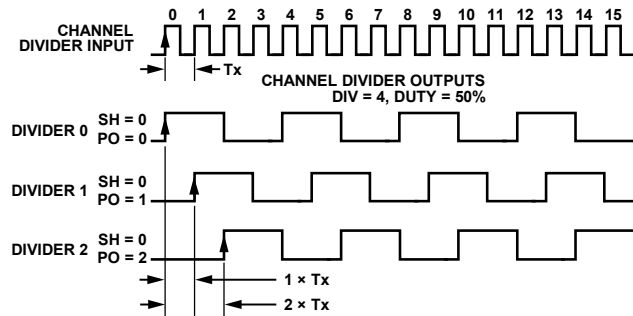 0 1 2 3 4 5 6 7 8 9 10 11 12 13 14 15
CHANNEL
DIVIDER INPUT
Tx
CHANNEL DIVIDER OUTPUTS
DIV = 4, DUTY = 50%
DIVIDER 0 SH = 0
PO = 0
DIVIDER 1 SH = 0
PO = 1
DIVIDER 2 SH = 0
PO = 2
1 × Tx
2 × Tx